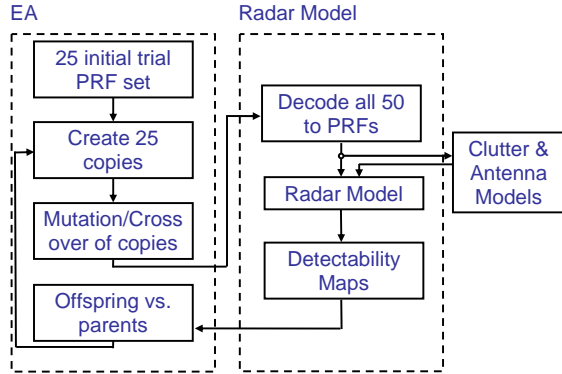 EA
Radar Model
25 initial trial
PRF set
Create 25
copies
Mutation/Cross
over of copies
Offspring vs.
parents
Decode all 50
to PRFs
Radar Model
Detectability
Maps
Clutter &
Antenna
Models